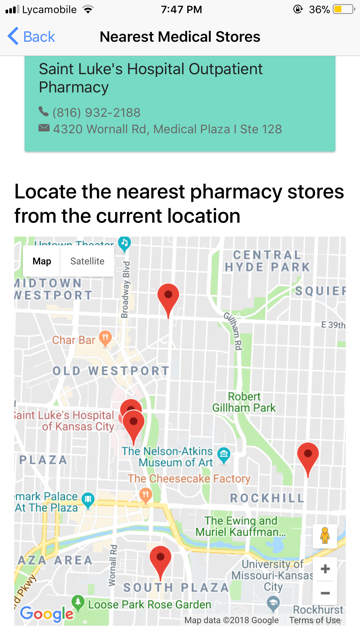 Lycamobile 7:47 PM 36%
Back Nearest Medical Stores
Saint Luke's Hospital Outpatient
Pharmacy
(816) 932-2188
4320 Wornall Rd, Medical Plaza I Ste 128
Locate the nearest pharmacy stores
from the current location
Uptown Theater
Map Satellite
CENTRAL
HYDE PARK
MIDTOWN
WESTPORT
Broadway Blvd
SQUIER
Gillham Rd
E 39th
Char Bar
OLD WESTPORT
Robert
Gillham Park
Saint Luke's Hospital
of Kansas City
The Nelson-Atkins
Museum of Art
PLAZA
The Cheesecake Factory
mark Palace
At The Plaza
ROCKHILL
The Ewing and
Muriel Kauffman...
AZA AREA
Wornall Rd
University of
Missouri-Kansas
City
+
−
d Pkwy
SOUTH PLAZA
Loose Park Rose Garden
Rockhurst
Google
Map data ©2018 Google Terms of Use